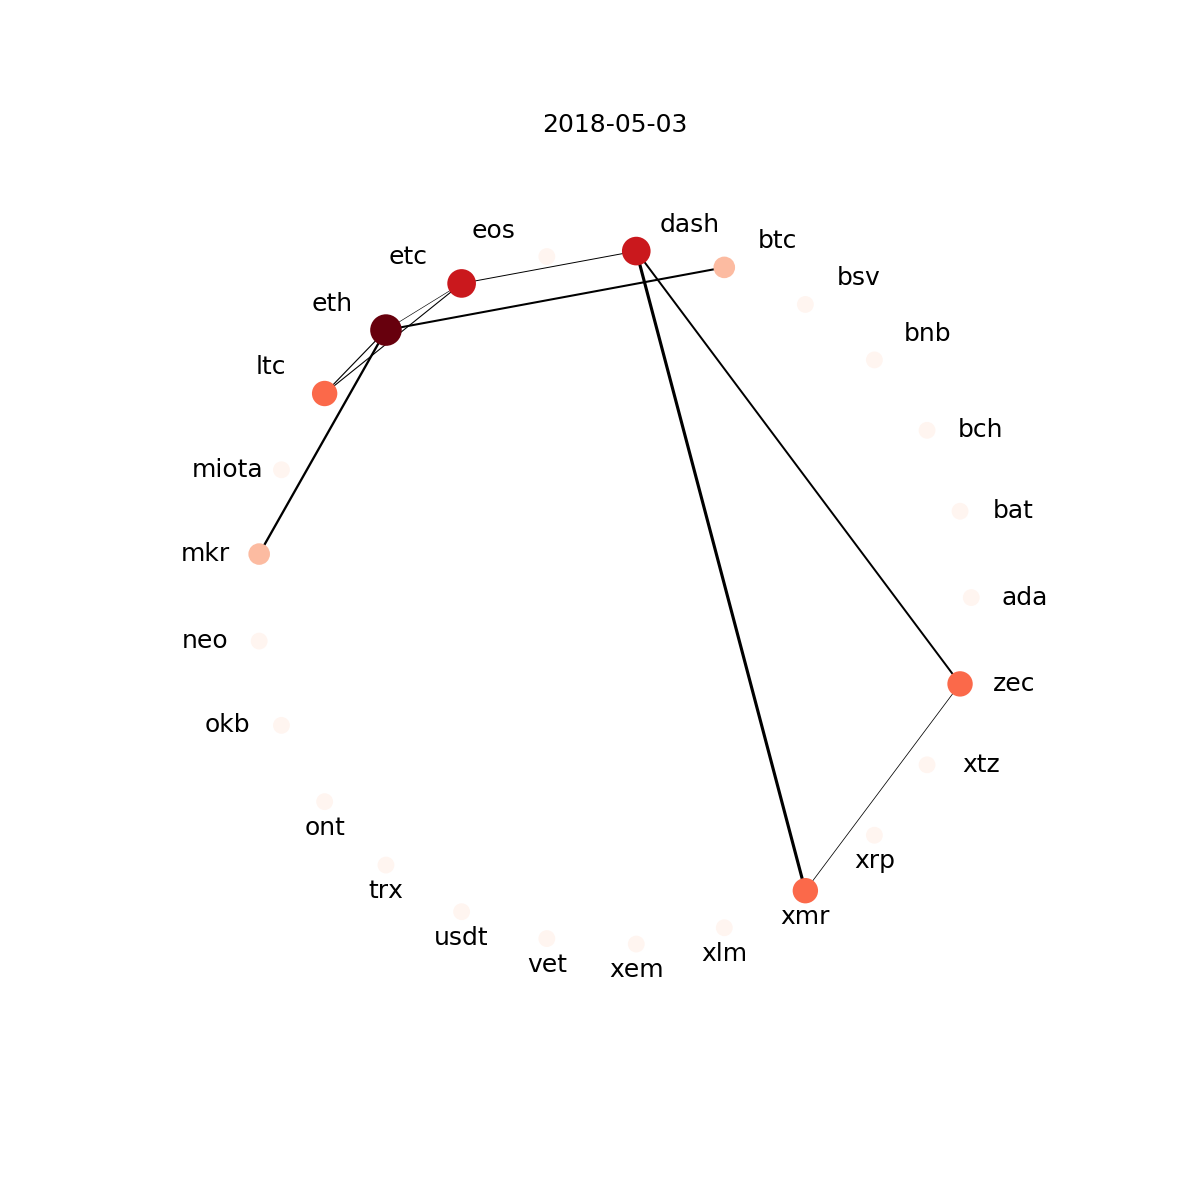 2018-05-03
dash
eos
btc
etc
bsv
eth
bnb
ltc
bch
miota
bat
mkr
ada
neo
zec
okb
xtz
ont
xrp
trx
xmr
usdt
xlm
vet
xem